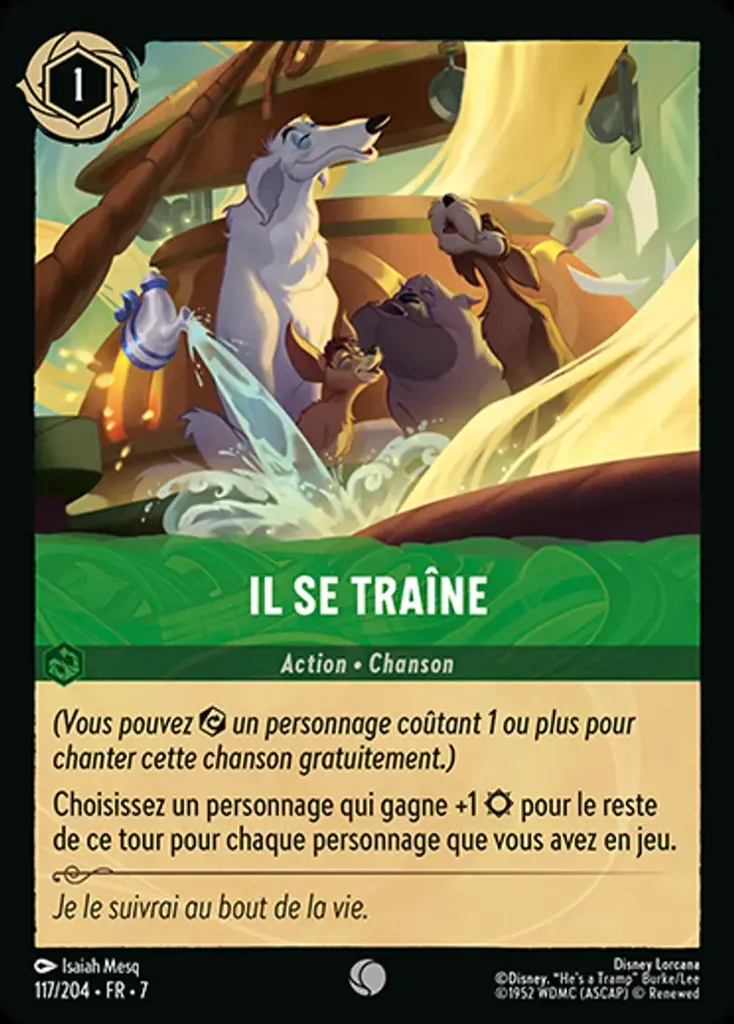 1
IL SE TRAÎNE
Action • Chanson
(Vous pouvez un personnage coûtant 1 ou plus pour
chanter cette chanson gratuitement.)
Choisissez un personnage qui gagne +1 pour le reste
de ce tour pour chaque personnage que vous avez en jeu.
Je le suivrai au bout de la vie.
Isaiah Mesq
117/204 • FR • 7
Disney Lorcana
©Disney, "He's a Tramp" Burke/Lee
©1952 WDMC (ASCAP) © Renewed